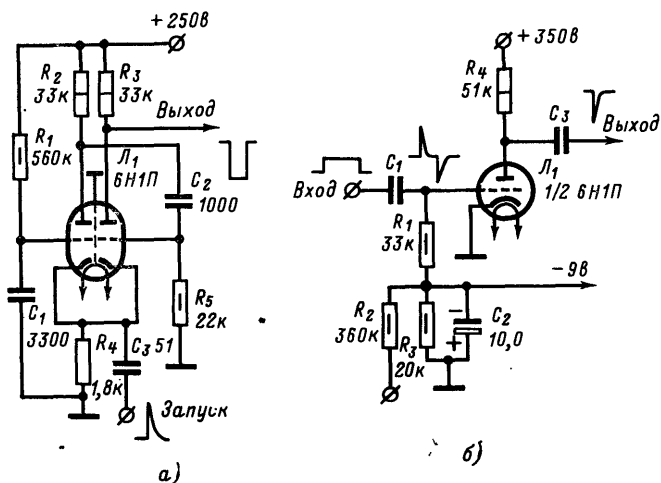 +250в
R2
33к
R3
33к
Выход
R1
560к
Л1
6Н1П
C2
1000
C1
3300
R4
1,8к
C3 51
R5
22к
Запуск
а)
+350в
R4
51к
C3
Выход
Л1
1/2 6Н1П
Вход
C1
R1
33к
-9в
R2
360к
R3
20к
C2
10,0
б)